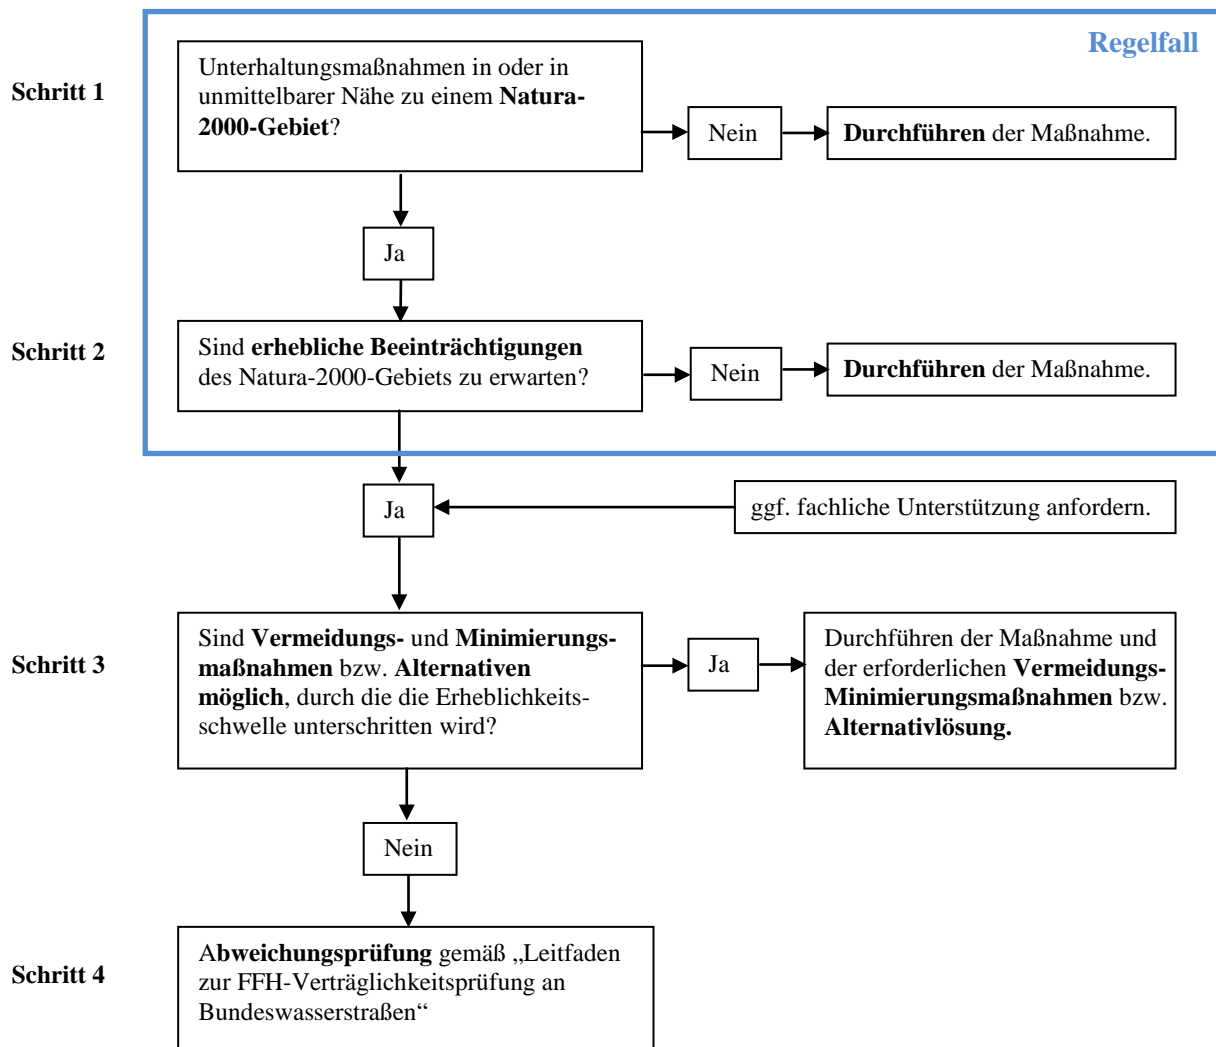 Regelfall
Schritt 1
Unterhaltungsmaßnahmen in oder in
unmittelbarer Nähe zu einem Natura-
2000-Gebiet?
Nein
Durchführen der Maßnahme.
Ja
Schritt 2
Sind erhebliche Beeinträchtigungen
des Natura-2000-Gebiets zu erwarten?
Nein
Durchführen der Maßnahme.
Ja
ggf. fachliche Unterstützung anfordern.
Schritt 3
Sind Vermeidungs- und Minimierungs-
maßnahmen bzw. Alternativen
möglich, durch die die Erheblichkeits-
schwelle unterschritten wird?
Ja
Durchführen der Maßnahme und
der erforderlichen Vermeidungs-
Minimierungsmaßnahmen bzw.
Alternativlösung.
Nein
Schritt 4
Abweichungsprüfung gemäß „Leitfaden
zur FFH-Verträglichkeitsprüfung an
Bundeswasserstraßen“